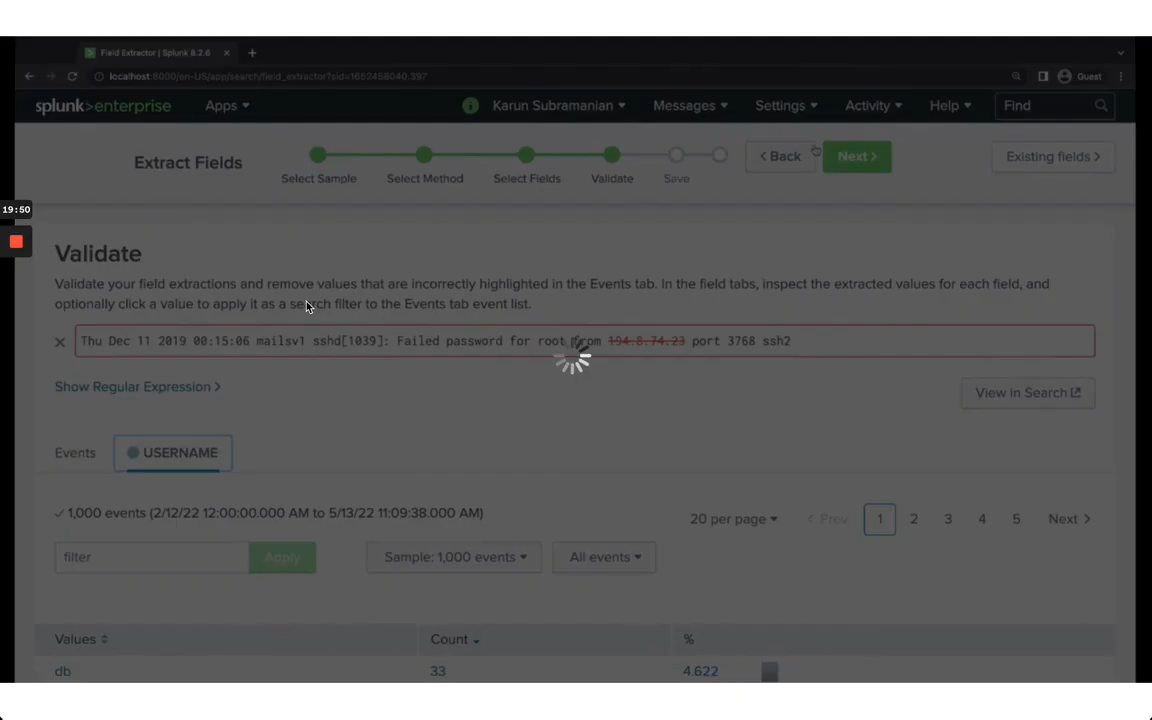 Field Extractor | Splunk 8.2.6
localhost:8000/en-US/app/search/field_extractor?sid=1652456040.397
Guest
splunk>enterprise
Apps
Karun Subramanian
Messages
Settings
Activity
Help
Find
Extract Fields
Select Sample
Select Method
Select Fields
Validate
Save
< Back
Next >
Existing fields >
19:50
Validate
Validate your field extractions and remove values that are incorrectly highlighted in the Events tab. In the field tabs, inspect the extracted values for each field, and
optionally click a value to apply it as a search filter to the Events tab event list.
Thu Dec 11 2019 00:15:06 mailsv1 sshd[1039]: Failed password for root from 194.8.74.23 port 3768 ssh2
Show Regular Expression >
View in Search
Events
USERNAME
✓ 1,000 events (2/12/22 12:00:00.000 AM to 5/13/22 11:09:38.000 AM)
20 per page
< Prev
1
2
3
4
5
Next >
filter
Apply
Sample: 1,000 events
All events
Values
Count
%
db
33
4.622